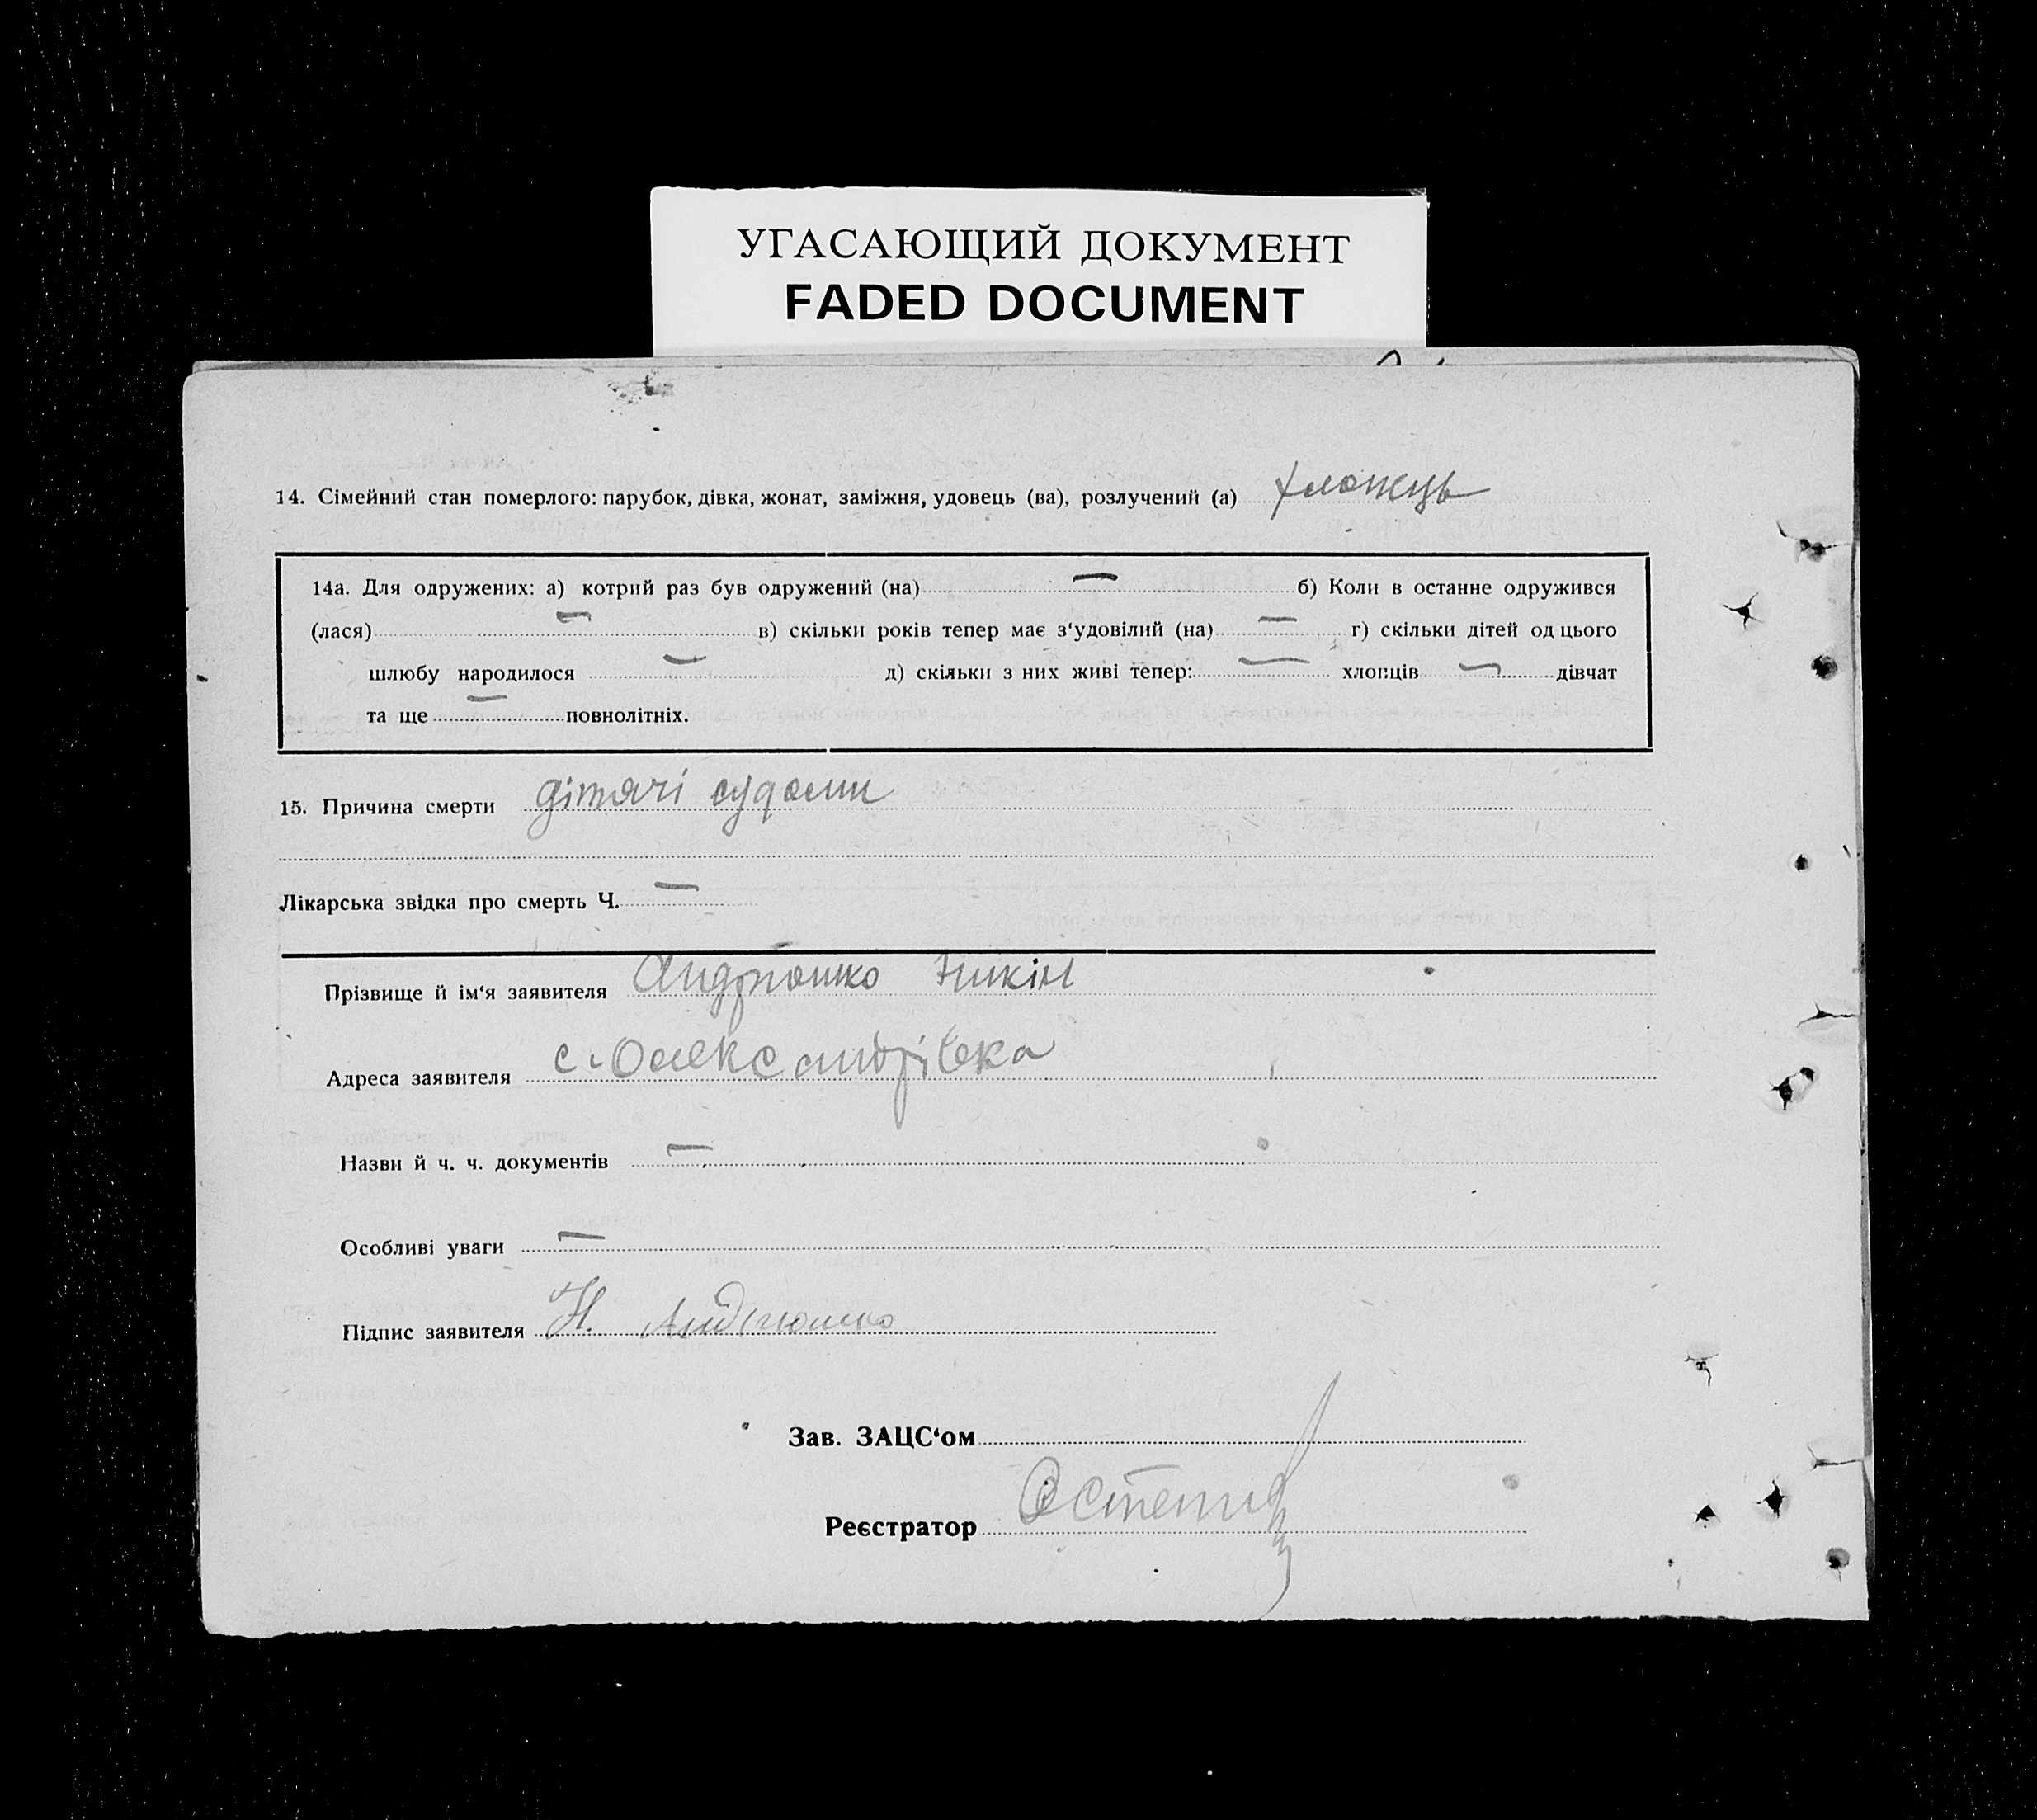 УГАСАЮЩИЙ ДОКУМЕНТ
FADED DOCUMENT
14. Сімейний стан померлого: парубок, дівка, жонат, заміжня, удовець (ва), розлучений (а) хлопець
14а. Для одружених: а) котрий раз був одружений (на) — б) Коли в останне одружився
(лася) — в) скільки років тепер має з‘удовілий (на) — г) скільки дітей од цього
шлюбу народилося — д) скільки з них живі тепер: — хлопців — дівчат
та ще — повнолітніх.
15. Причина смерти дітячі судоми
Лікарська звідка про смерть Ч. —
Прізвище й ім‘я заявителя Андрюшко
Адреса заявителя с. Олександрівка
Назви й ч. ч. документів —
Особливі уваги —
Підпис заявителя Н. Андрюшко
Зав. ЗАЦС‘ом
Реєстратор